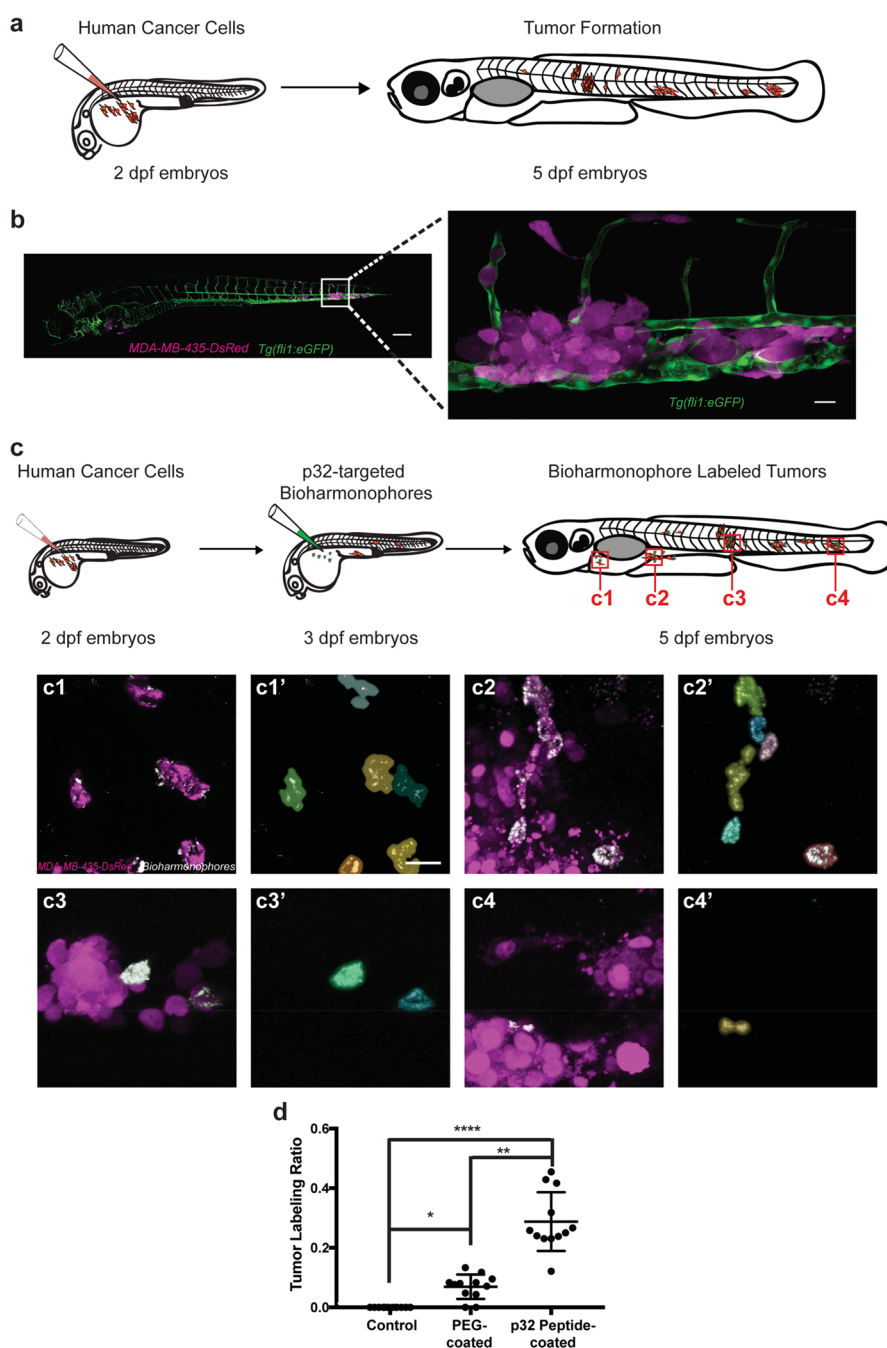 a
Human Cancer Cells
Tumor Formation
2 dpf embryos
5 dpf embryos
b
MDA-MB-435-DsRed Tg(fli1:eGFP)
Tg(fli1:eGFP)
c
Human Cancer Cells
p32-targeted
Bioharmonophores
Bioharmonophore Labeled Tumors
c1
c2
c3
c4
2 dpf embryos
3 dpf embryos
5 dpf embryos
c1
c1’
c2
c2’
MDA-MB-435-DsRed Bioharmonophores
c3
c3’
c4
c4’
d
Tumor Labeling Ratio
0.6
0.4
0.2
0.0
****
**
*
Control
PEG-
coated
p32 Peptide-
coated